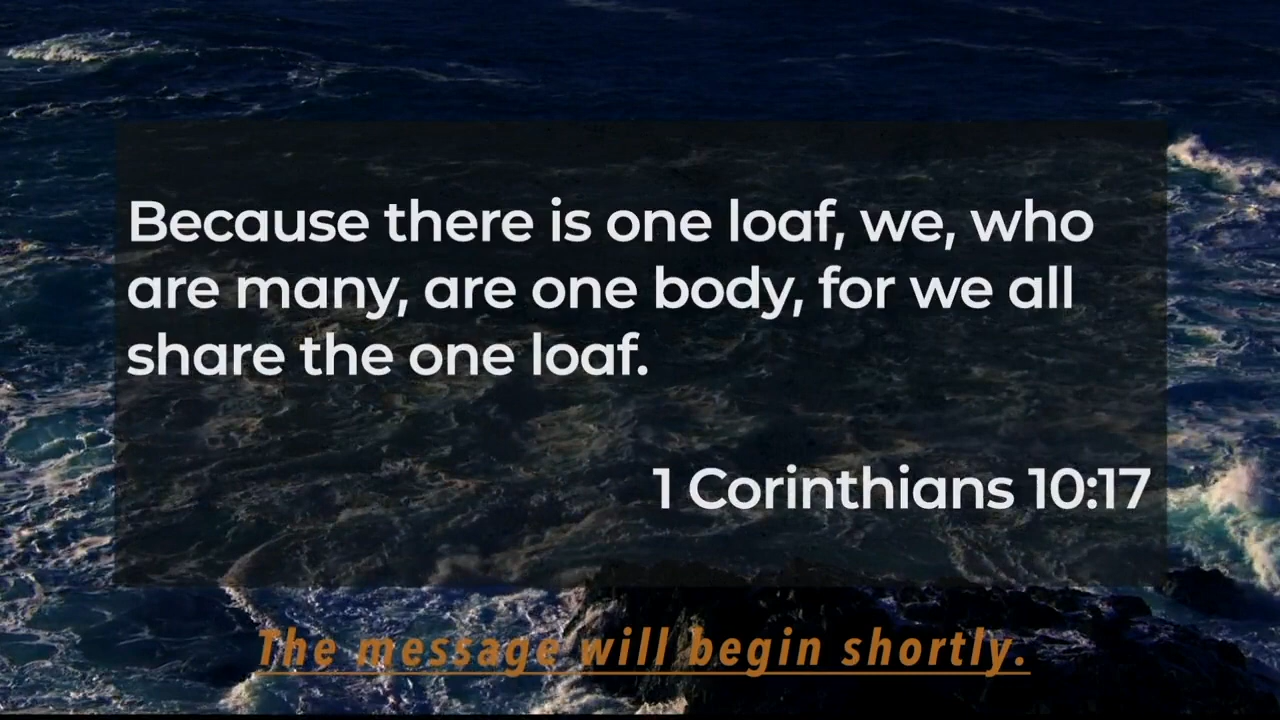 Because there is one loaf, we, who
are many, are one body, for we all
share the one loaf.
1 Corinthians 10:17
The message will begin shortly.